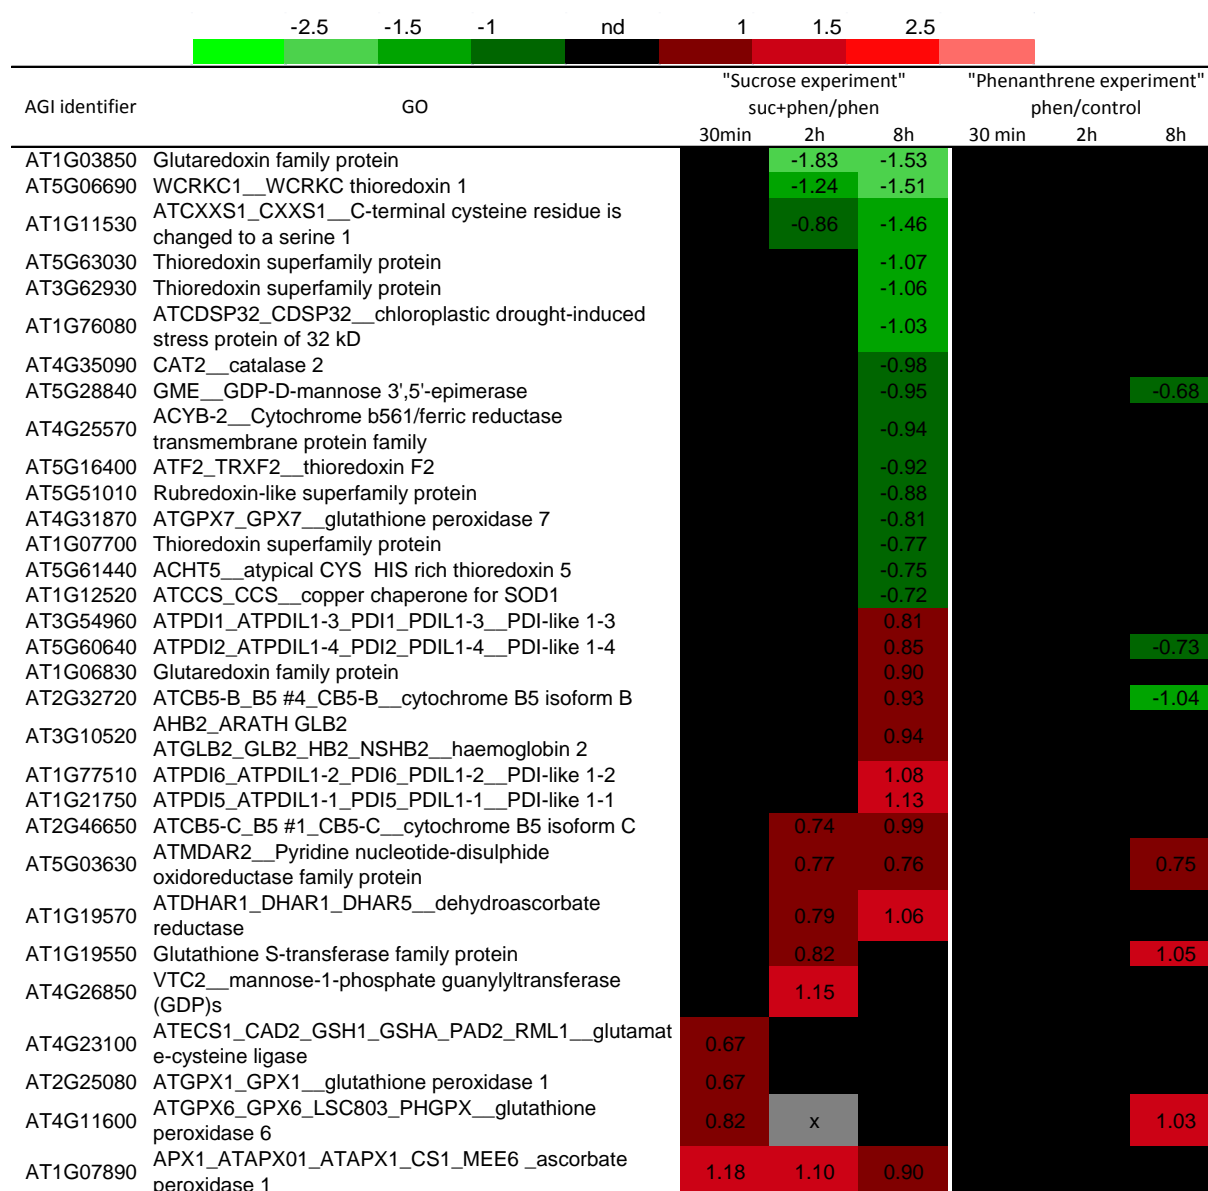 -2.5 -1.5 -1 nd 1 1.5 2.5
"Sucrose experiment" "Phenanthrene experiment"
AGI identifier GO suc+phen/phen phen/control
30min 2h 8h 30 min 2h 8h
AT1G03850 Glutaredoxin family protein -1.83 -1.53
AT5G06690 WCRKC1__WCRKC thioredoxin 1 -1.24 -1.51
ATCXXS1_CXXS1__C-terminal cysteine residue is
AT1G11530 -0.86 -1.46
changed to a serine 1
AT5G63030 Thioredoxin superfamily protein -1.07
AT3G62930 Thioredoxin superfamily protein -1.06
ATCDSP32_CDSP32__chloroplastic drought-induced
AT1G76080 -1.03
stress protein of 32 kD
AT4G35090 CAT2__catalase 2 -0.98
AT5G28840 GME__GDP-D-mannose 3',5'-epimerase -0.95 -0.68
ACYB-2__Cytochrome b561/ferric reductase
AT4G25570 -0.94
transmembrane protein family
AT5G16400 ATF2_TRXF2__thioredoxin F2 -0.92
AT5G51010 Rubredoxin-like superfamily protein -0.88
AT4G31870 ATGPX7_GPX7__glutathione peroxidase 7 -0.81
AT1G07700 Thioredoxin superfamily protein -0.77
AT5G61440 ACHT5__atypical CYS HIS rich thioredoxin 5 -0.75
AT1G12520 ATCCS_CCS__copper chaperone for SOD1 -0.72
AT3G54960 ATPDI1_ATPDIL1-3_PDI1_PDIL1-3__PDI-like 1-3 0.81
AT5G60640 ATPDI2_ATPDIL1-4_PDI2_PDIL1-4__PDI-like 1-4 0.85 -0.73
AT1G06830 Glutaredoxin family protein 0.90
AT2G32720 ATCB5-B_B5 #4_CB5-B__cytochrome B5 isoform B 0.93 -1.04
AHB2_ARATH GLB2
AT3G10520 0.94
ATGLB2_GLB2_HB2_NSHB2__haemoglobin 2
AT1G77510 ATPDI6_ATPDIL1-2_PDI6_PDIL1-2__PDI-like 1-2 1.08
AT1G21750 ATPDI5_ATPDIL1-1_PDI5_PDIL1-1__PDI-like 1-1 1.13
AT2G46650 ATCB5-C_B5 #1_CB5-C__cytochrome B5 isoform C 0.74 0.99
ATMDAR2__Pyridine nucleotide-disulphide
AT5G03630 0.77 0.76 0.75
oxidoreductase family protein
ATDHAR1_DHAR1_DHAR5__dehydroascorbate
AT1G19570 0.79 1.06
reductase
AT1G19550 Glutathione S-transferase family protein 0.82 1.05
VTC2__mannose-1-phosphate guanylyltransferase
AT4G26850 1.15
(GDP)s
ATECS1_CAD2_GSH1_GSHA_PAD2_RML1__glutamat
AT4G23100 0.67
e-cysteine ligase
AT2G25080 ATGPX1_GPX1__glutathione peroxidase 1 0.67
ATGPX6_GPX6_LSC803_PHGPX__glutathione
AT4G11600 0.82 x 1.03
peroxidase 6
APX1_ATAPX01_ATAPX1_CS1_MEE6 _ascorbate
AT1G07890 1.18 1.10 0.90
peroxidase 1